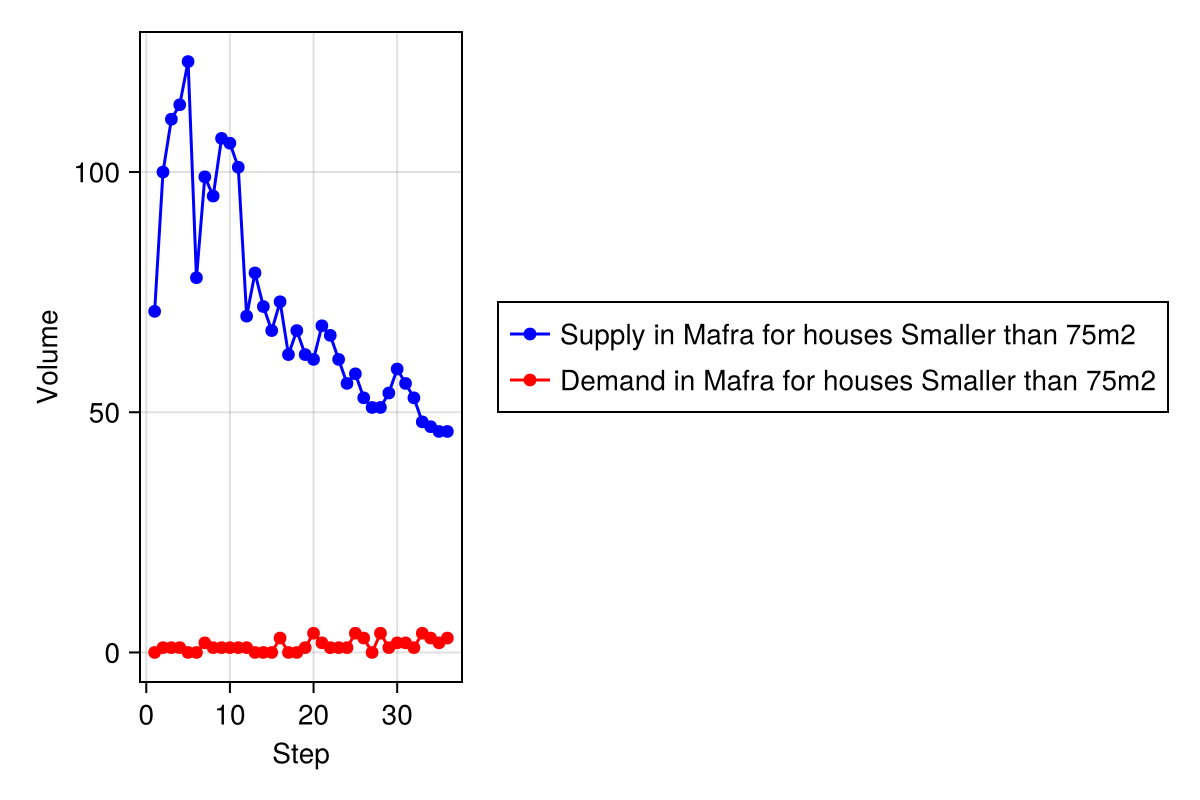 Volume
100
50
0
0 10 20 30
Step
Supply in Mafra for houses Smaller than 75m2
Demand in Mafra for houses Smaller than 75m2